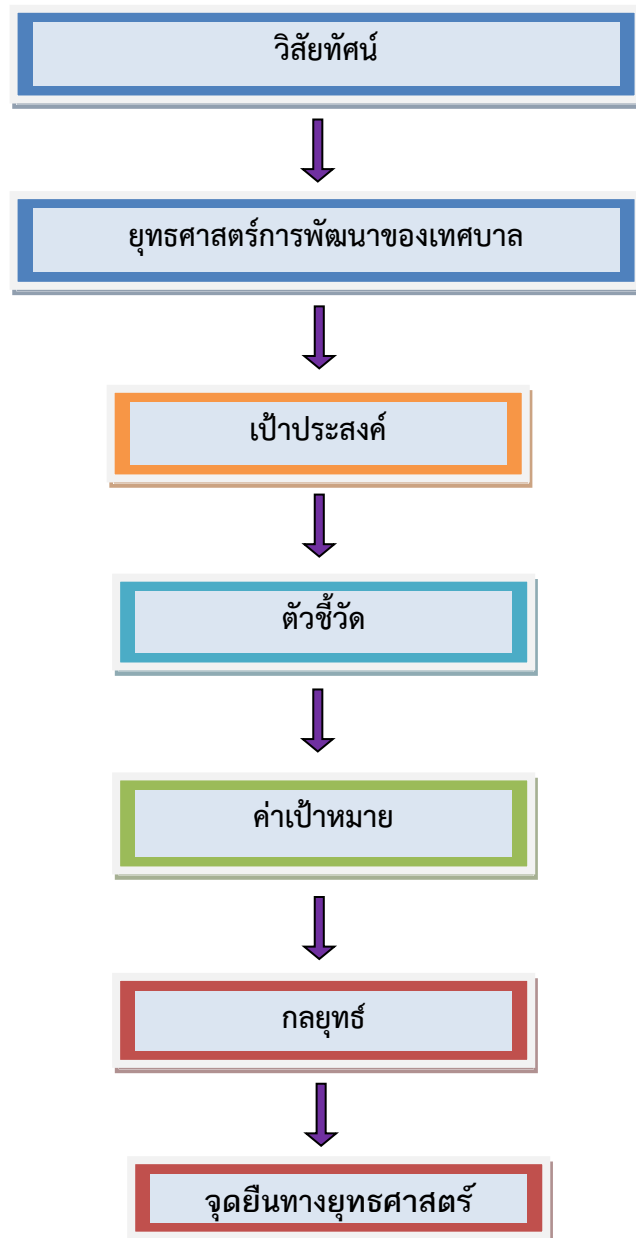 วิสัยทัศน์
ยุทธศาสตร์การพัฒนาของเทศบาล
เป้าประสงค์
ตัวชี้วัด
ค่าเป้าหมาย
กลยุทธ์
จุดยืนทางยุทธศาสตร์